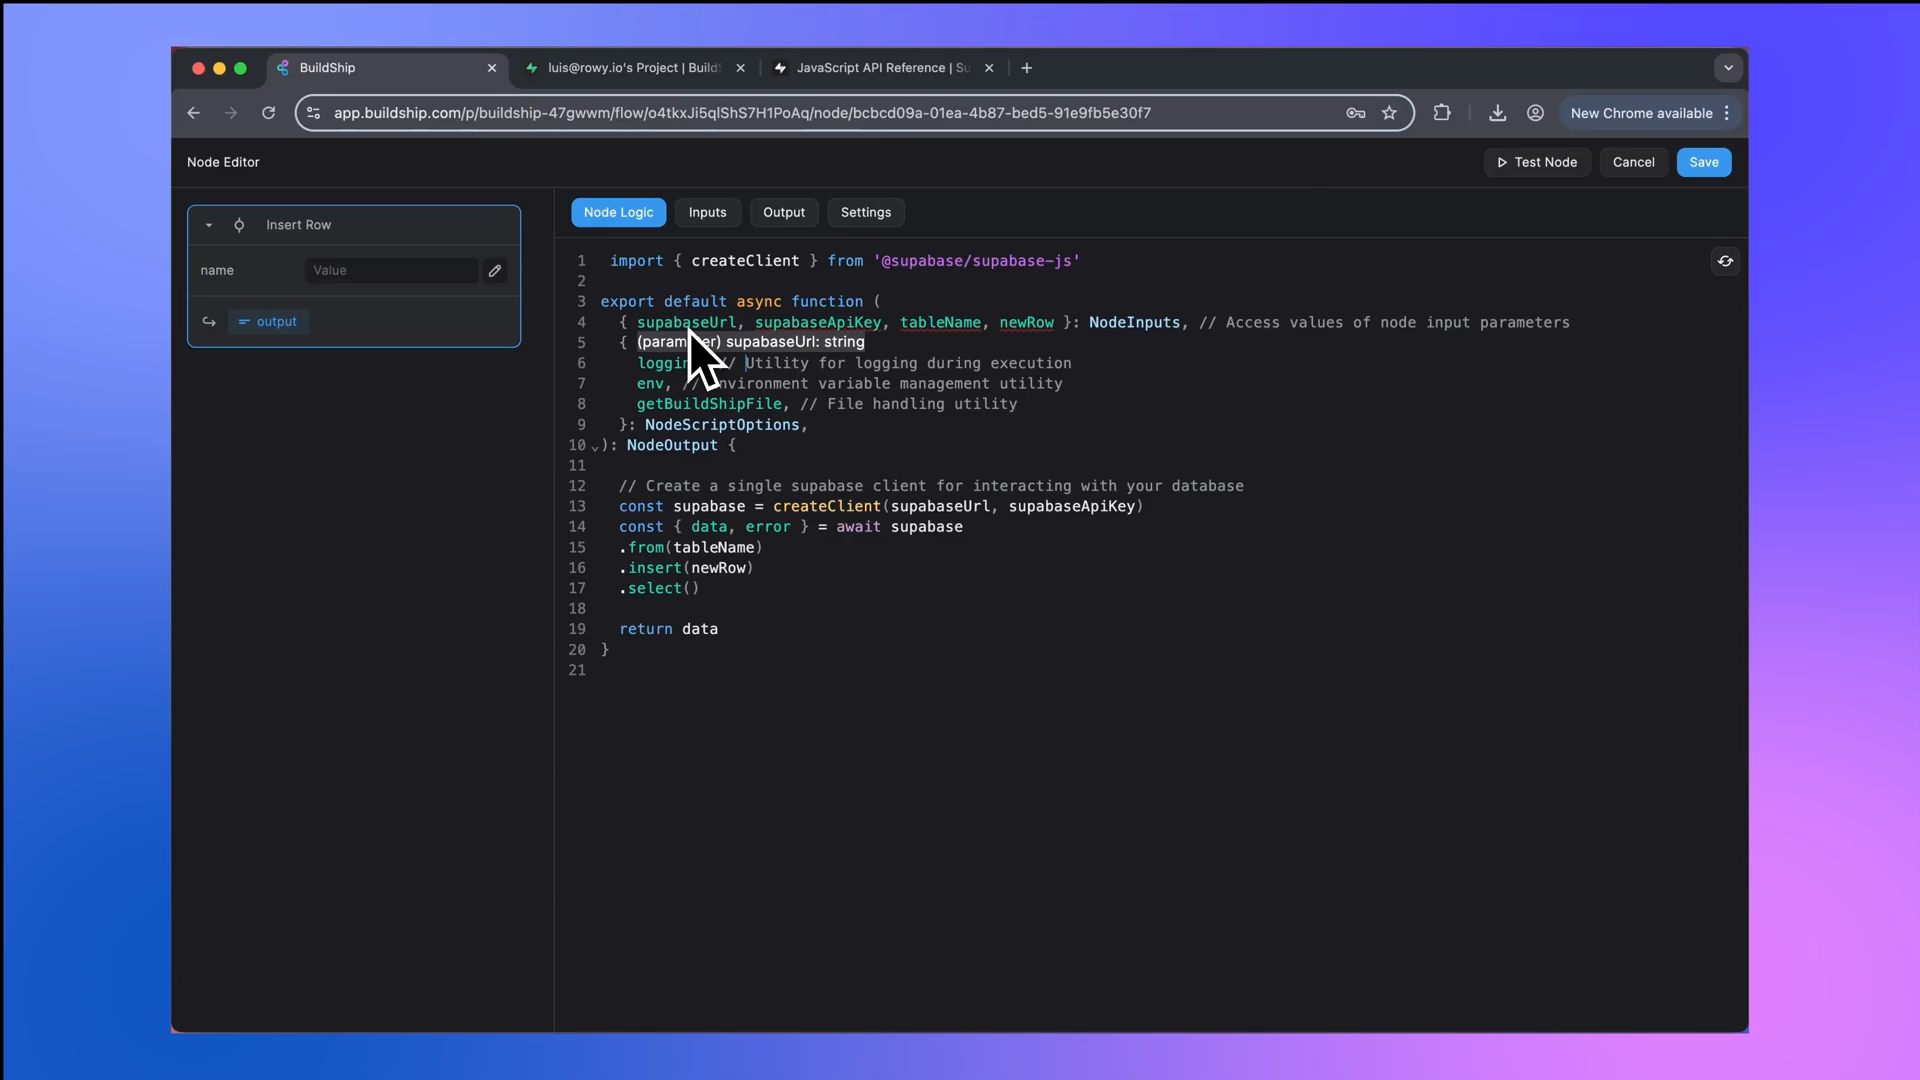 BuildShip
luis@rowy.io's Project | Build
JavaScript API Reference | Su
app.buildship.com/p/buildship-47gwwm/flow/o4tkxJi5qlShS7H1PoAq/node/bcbcd09a-01ea-4b87-bed5-91e9fb5e30f7
New Chrome available
Node Editor
Test Node
Cancel
Save
Insert Row
name
Value
output
Node Logic
Inputs
Output
Settings
1 import { createClient } from '@supabase/supabase-js'
2
3 export default async function (
4 { supabaseUrl, supabaseApiKey, tableName, newRow }: NodeInputs, // Access values of node input parameters
5 { (parameter) supabaseUrl: string
6 loggin // Utility for logging during execution
7 env, // Environment variable management utility
8 getBuildShipFile, // File handling utility
9 }: NodeScriptOptions,
10 ): NodeOutput {
11
12 // Create a single supabase client for interacting with your database
13 const supabase = createClient(supabaseUrl, supabaseApiKey)
14 const { data, error } = await supabase
15 .from(tableName)
16 .insert(newRow)
17 .select()
18
19 return data
20 }
21